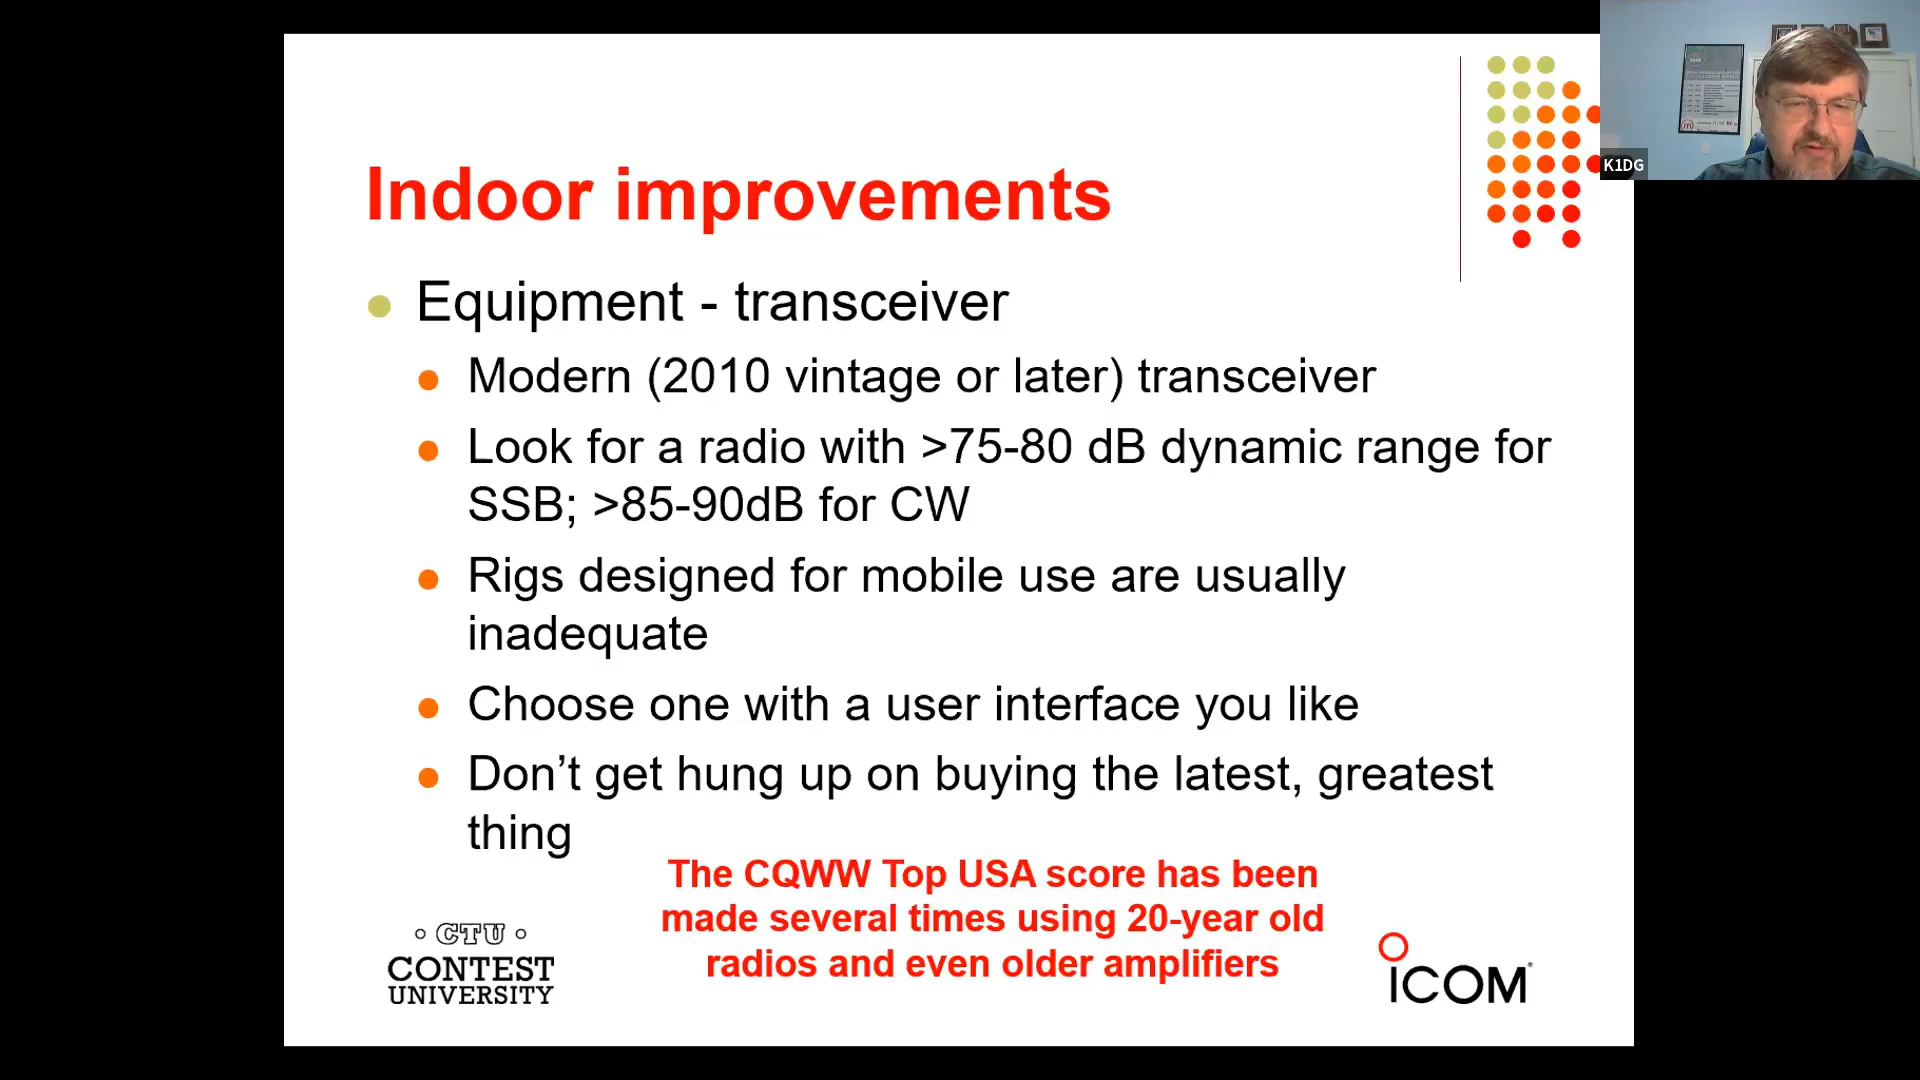 Indoor improvements
Equipment - transceiver
Modern (2010 vintage or later) transceiver
Look for a radio with >75-80 dB dynamic range for
SSB; >85-90dB for CW
Rigs designed for mobile use are usually
inadequate
Choose one with a user interface you like
Don’t get hung up on buying the latest, greatest
thing
The CQWW Top USA score has been
made several times using 20-year old
radios and even older amplifiers
CTU
CONTEST
UNIVERSITY
ICOM
K1DG